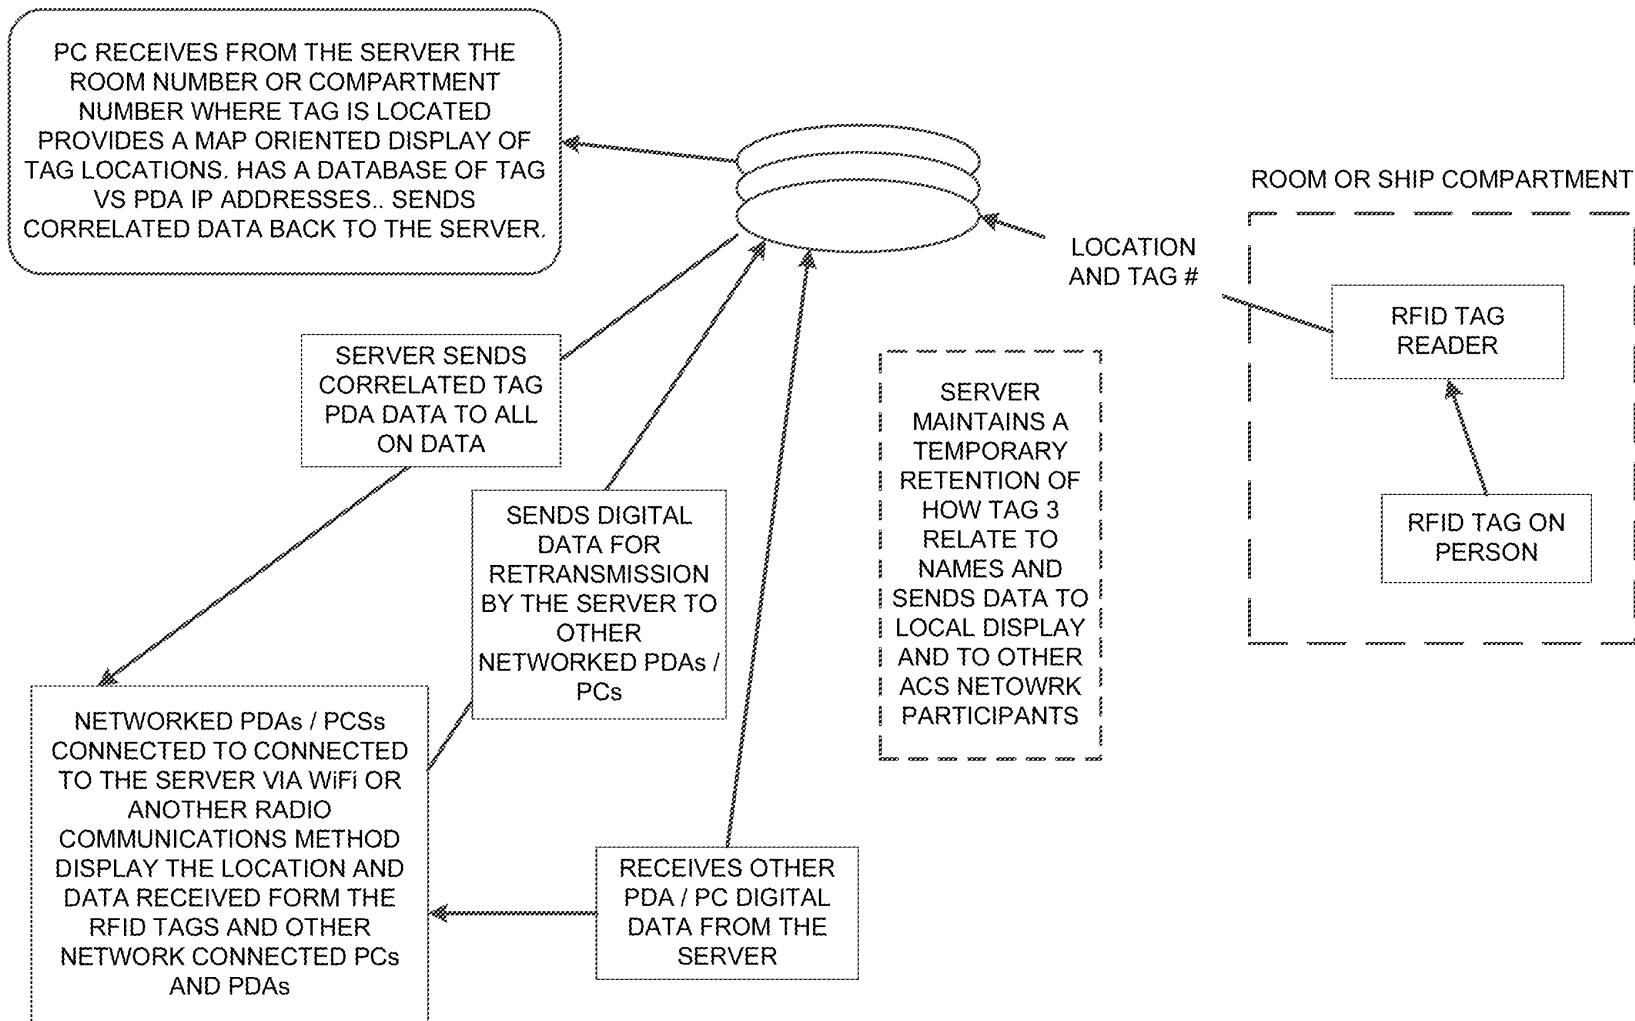 PC RECEIVES FROM THE SERVER THE
ROOM NUMBER OR COMPARTMENT
NUMBER WHERE TAG IS LOCATED
PROVIDES A MAP ORIENTED DISPLAY OF
TAG LOCATIONS. HAS A DATABASE OF TAG
VS PDA IP ADDRESSES.. SENDS
CORRELATED DATA BACK TO THE SERVER.
ROOM OR SHIP COMPARTMENT
LOCATION
AND TAG #
RFID TAG
READER
RFID TAG ON
PERSON
SERVER SENDS
CORRELATED TAG
PDA DATA TO ALL
ON DATA
SENDS DIGITAL
DATA FOR
RETRANSMISSION
BY THE SERVER TO
OTHER
NETWORKED PDAs /
PCs
SERVER
MAINTAINS A
TEMPORARY
RETENTION OF
HOW TAG 3
RELATE TO
NAMES AND
SENDS DATA TO
LOCAL DISPLAY
AND TO OTHER
ACS NETOWRK
PARTICIPANTS
NETWORKED PDAs / PCSs
CONNECTED TO CONNECTED
TO THE SERVER VIA WiFi OR
ANOTHER RADIO
COMMUNICATIONS METHOD
DISPLAY THE LOCATION AND
DATA RECEIVED FORM THE
RFID TAGS AND OTHER
NETWORK CONNECTED PCs
AND PDAs
RECEIVES OTHER
PDA / PC DIGITAL
DATA FROM THE
SERVER